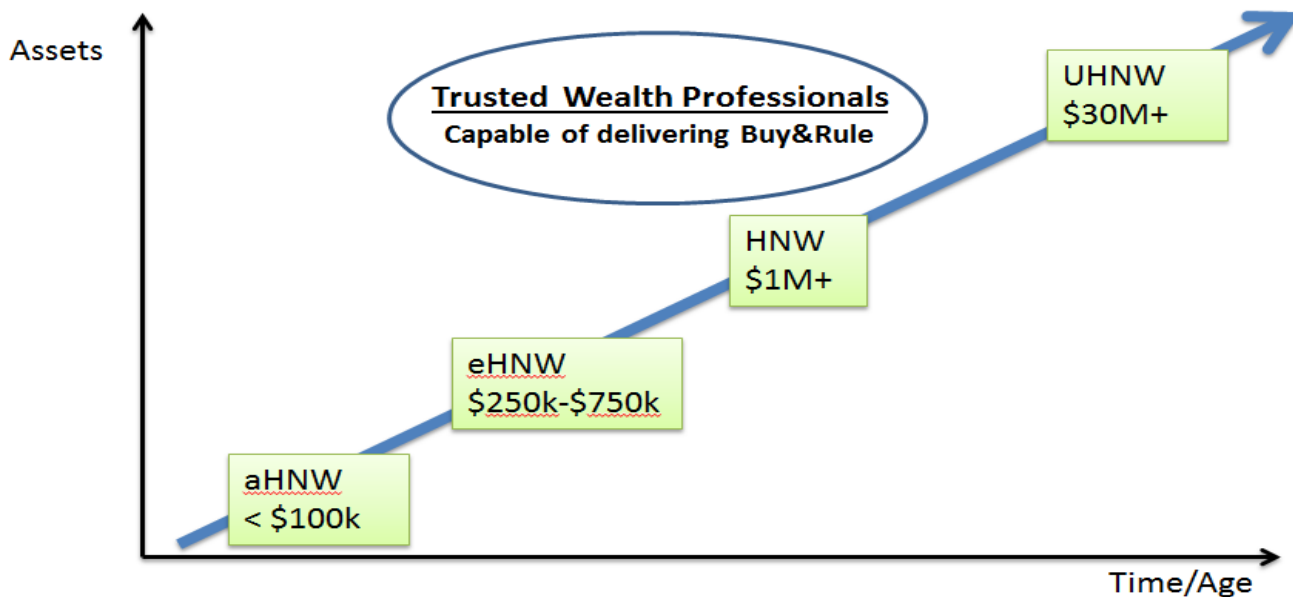 Assets
Trusted Wealth Professionals
Capable of delivering Buy&Rule
UHNW
$30M+
HNW
$1M+
eHNW
$250k-$750k
aHNW
< $100k
Time/Age